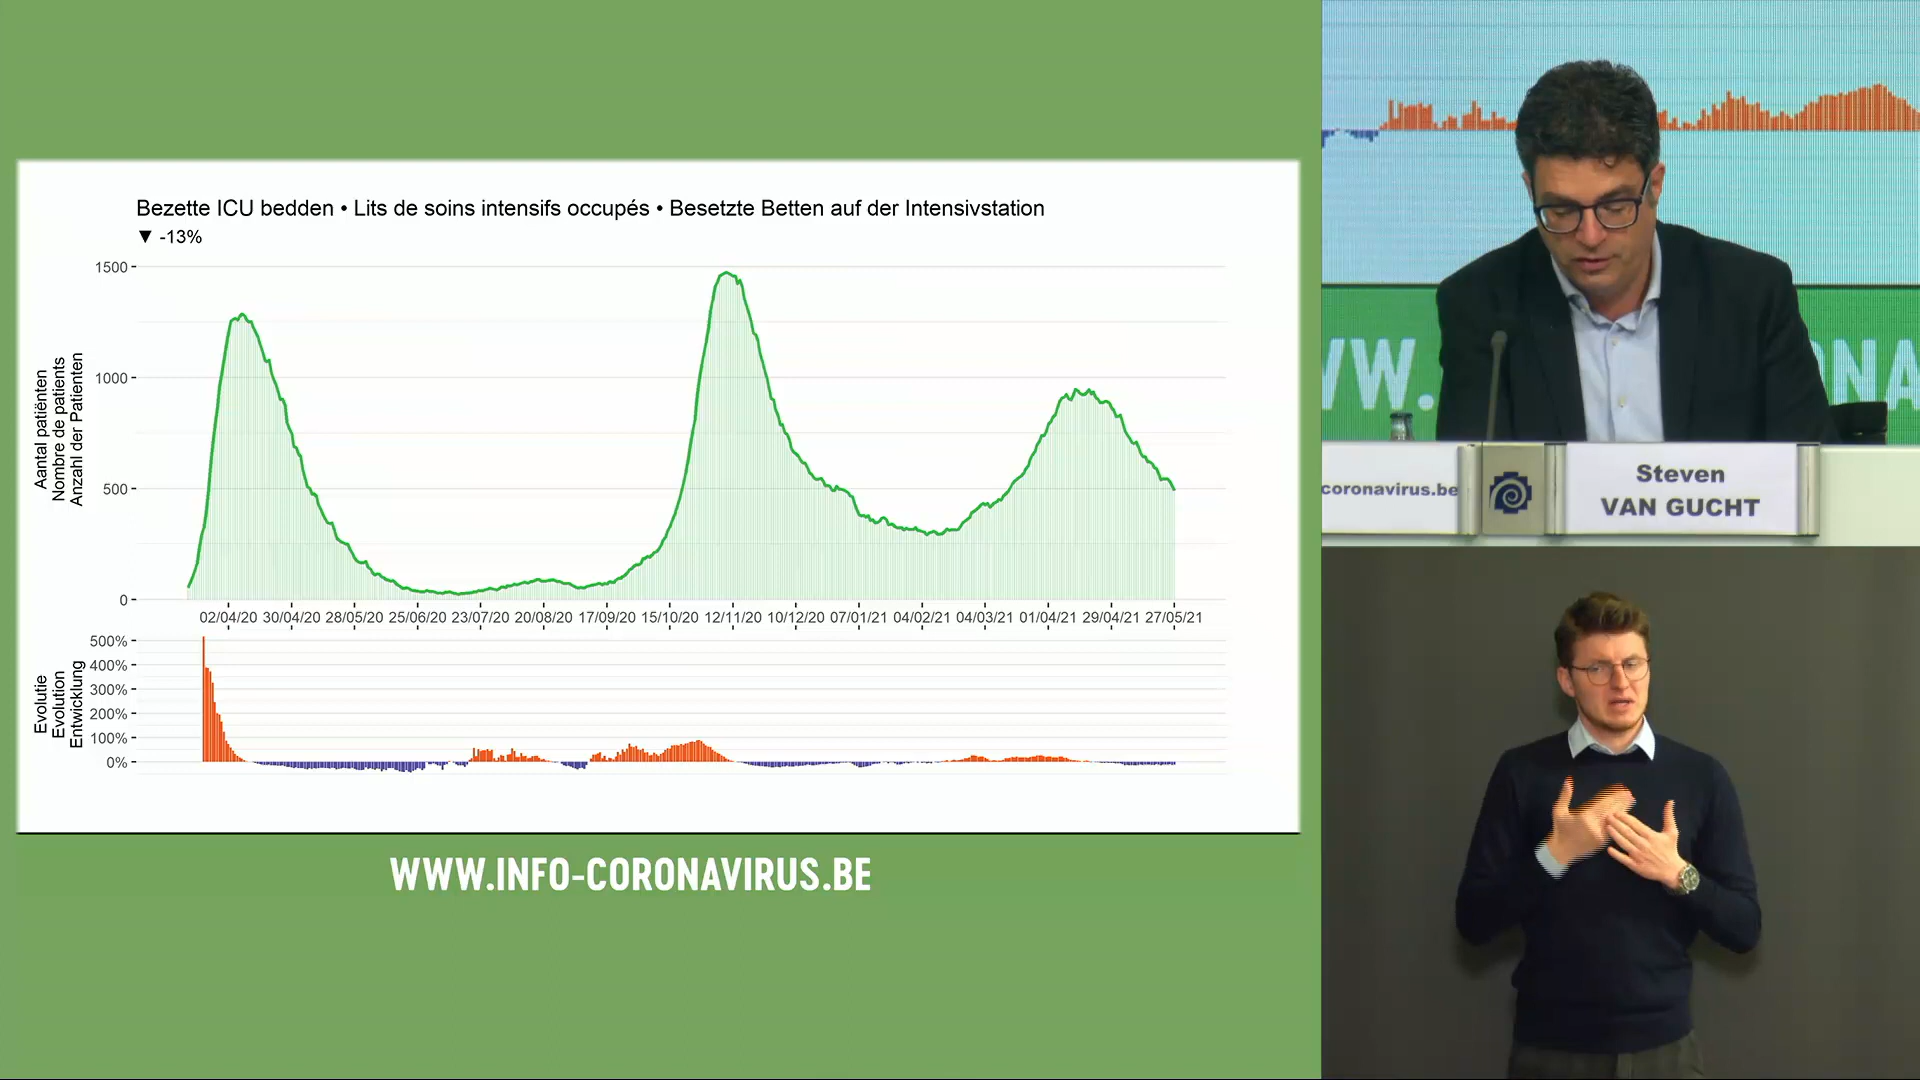 Bezette ICU bedden • Lits de soins intensifs occupés • Besetzte Betten auf der Intensivstation
▼ -13%
Aantal patiënten
Nombre de patients
Anzahl der Patienten
1500
1000
500
0
02/04/20 30/04/20 28/05/20 25/06/20 23/07/20 20/08/20 17/09/20 15/10/20 12/11/20 10/12/20 07/01/21 04/02/21 04/03/21 01/04/21 29/04/21 27/05/21
Evolutie
Evolution
Entwicklung
500%
400%
300%
200%
100%
0%
WWW.INFO-CORONAVIRUS.BE
WW.
ONA
coronavirus.be
Steven
VAN GUCHT